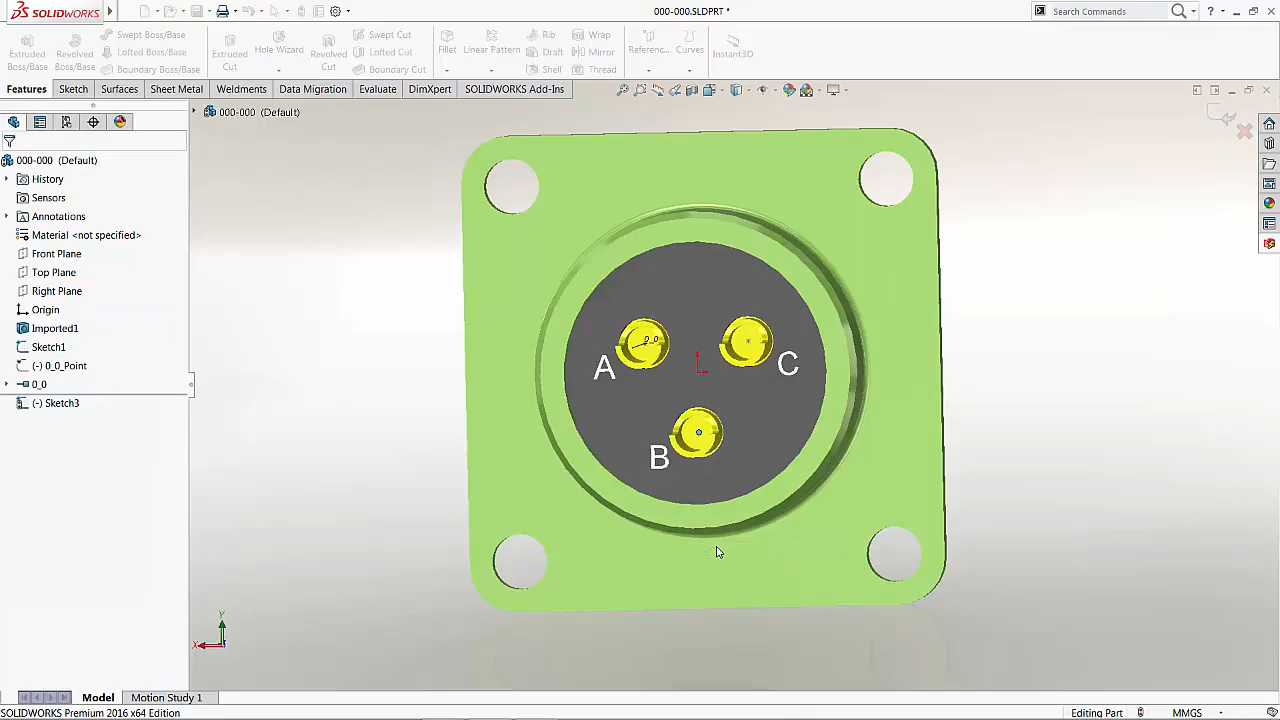 SOLIDWORKS
000-000.SLDPRT *
Search Commands
Extruded Boss/Base
Revolved Boss/Base
Swept Boss/Base
Lofted Boss/Base
Boundary Boss/Base
Extruded Cut
Hole Wizard
Revolved Cut
Swept Cut
Lofted Cut
Boundary Cut
Fillet
Linear Pattern
Rib
Draft
Shell
Wrap
Mirror
Thread
Referenc...
Curves
Instant3D
Features
Sketch
Surfaces
Sheet Metal
Weldments
Data Migration
Evaluate
DimXpert
SOLIDWORKS Add-Ins
000-000 (Default)
000-000 (Default)
History
Sensors
Annotations
Material <not specified>
Front Plane
Top Plane
Right Plane
Origin
Imported1
Sketch1
(-) 0_0_Point
0_0
(-) Sketch3
0_0
A
C
B
Y
X
Model
Motion Study 1
SOLIDWORKS Premium 2016 x64 Edition
Editing Part
MMGS